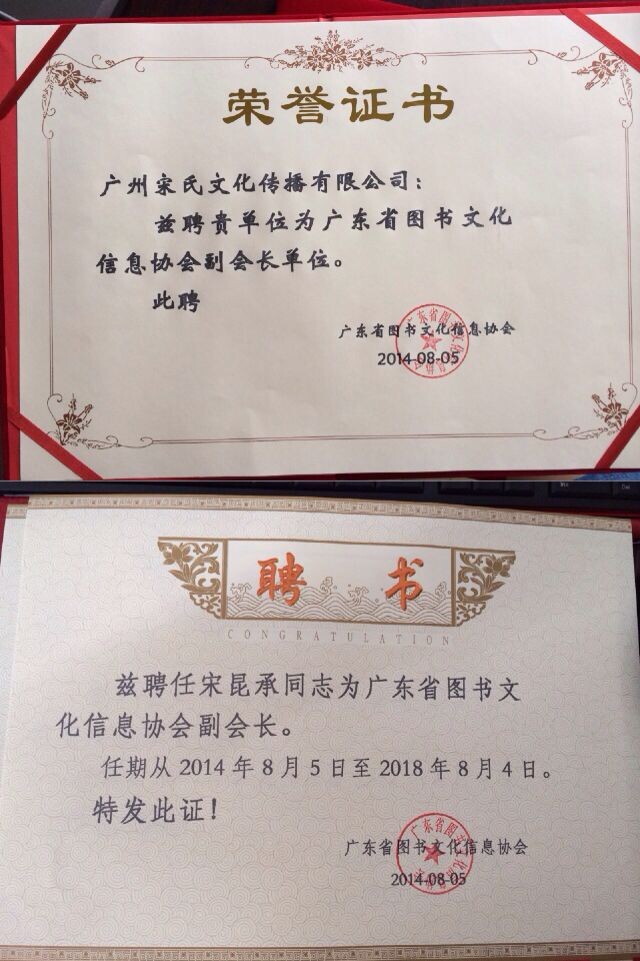 荣誉证书
广州宋氏文化传播有限公司：
兹聘贵单位为广东省图书文化
信息协会副会长单位。
此聘
广东省图书文化信息协会
2014-08-05
聘书
CONGRATULATION
兹聘任宋昆承同志为广东省图书文
化信息协会副会长。
任期从2014年8月5日至2018年8月4日。
特发此证！
广东省图书文化信息协会
2014-08-05